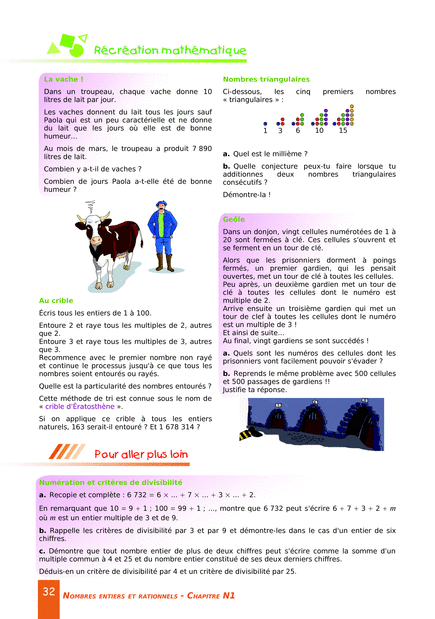 Récréation mathématique
La vache !
Dans un troupeau, chaque vache donne 10
litres de lait par jour.
Les vaches donnent du lait tous les jours sauf
Paola qui est un peu caractérielle et ne donne
du lait que les jours où elle est de bonne
humeur...
Au mois de mars, le troupeau a produit 7 890
litres de lait.
Combien y a-t-il de vaches ?
Combien de jours Paola a-t-elle été de bonne
humeur ?
Au crible
Écris tous les entiers de 1 à 100.
Entoure 2 et raye tous les multiples de 2, autres
que 2.
Entoure 3 et raye tous les multiples de 3, autres
que 3.
Recommence avec le premier nombre non rayé
et continue le processus jusqu'à ce que tous les
nombres soient entourés ou rayés.
Quelle est la particularité des nombres entourés ?
Cette méthode de tri est connue sous le nom de
« crible d'Ératosthène ».
Si on applique ce crible à tous les entiers
naturels, 163 serait-il entouré ? Et 1 678 314 ?
Nombres triangulaires
Ci-dessous, les cinq premiers nombres
« triangulaires » :
1 3 6 10 15
a. Quel est le millième ?
b. Quelle conjecture peux-tu faire lorsque tu
additionnes deux nombres triangulaires
consécutifs ?
Démontre-la !
Geôle
Dans un donjon, vingt cellules numérotées de 1 à
20 sont fermées à clé. Ces cellules s'ouvrent et
se ferment en un tour de clé.
Alors que les prisonniers dorment à poings
fermés, un premier gardien, qui les pensait
ouvertes, met un tour de clé à toutes les cellules.
Peu après, un deuxième gardien met un tour de
clé à toutes les cellules dont le numéro est
multiple de 2.
Arrive ensuite un troisième gardien qui met un
tour de clef à toutes les cellules dont le numéro
est un multiple de 3 !
Et ainsi de suite...
Au final, vingt gardiens se sont succédés !
a. Quels sont les numéros des cellules dont les
prisonniers vont facilement pouvoir s'évader ?
b. Reprends le même problème avec 500 cellules
et 500 passages de gardiens !!
Justifie ta réponse.
Pour aller plus loin
Numération et critères de divisibilité
a. Recopie et complète : 6 732 = 6 × ... + 7 × ... + 3 × ... + 2.
En remarquant que 10 = 9 + 1 ; 100 = 99 + 1 ; ..., montre que 6 732 peut s'écrire 6 + 7 + 3 + 2 + m
où m est un entier multiple de 3 et de 9.
b. Rappelle les critères de divisibilité par 3 et par 9 et démontre-les dans le cas d'un entier de six
chiffres.
c. Démontre que tout nombre entier de plus de deux chiffres peut s'écrire comme la somme d'un
multiple commun à 4 et 25 et du nombre entier constitué de ses deux derniers chiffres.
Déduis-en un critère de divisibilité par 4 et un critère de divisibilité par 25.
32 NOMBRES ENTIERS ET RATIONNELS - CHAPITRE N1